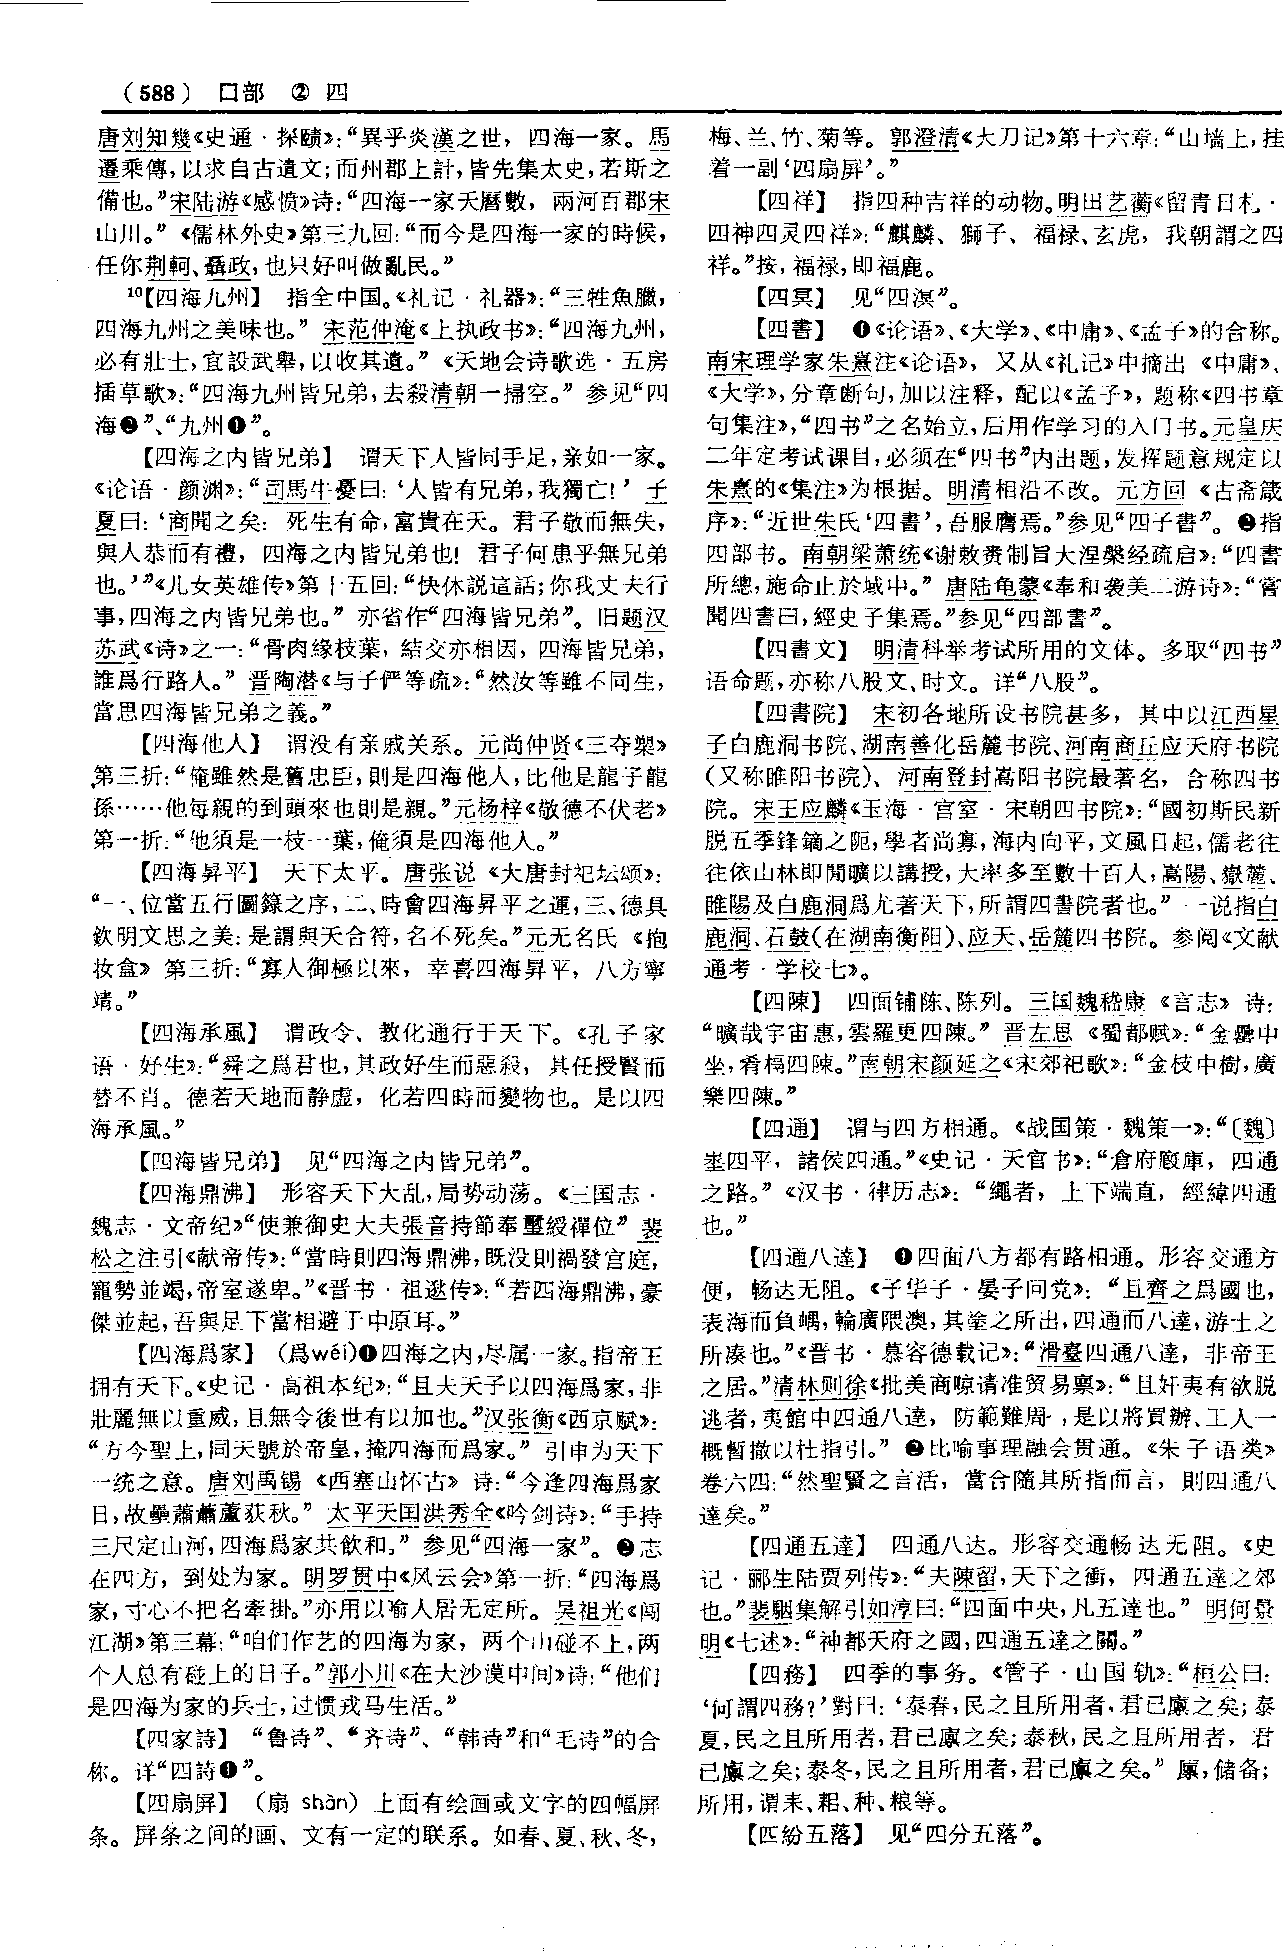 （588） 口部 ② 四
唐刘知幾《史通·探赜》：“異乎炎漢之世，四海一家。馬
遷乘傳，以求自古遺文；而州郡上計，皆先集太史，若斯之
備也。”宋陆游《感愤》诗：“四海一家天曆數，兩河百郡宋
山川。”《儒林外史》第三九回：“而今是四海一家的時候，
任你荆軻、聶政，也只好叫做亂民。”
10【四海九州】 指全中国。《礼记·礼器》：“三牲魚臘，
四海九州之美味也。”宋范仲淹《上执政书》：“四海九州，
必有壯士，宜設武舉，以收其遺。”《天地会诗歌选·五房
插草歌》：“四海九州皆兄弟，去殺清朝一掃空。”参见“四
海❷”、“九州❶”。
【四海之内皆兄弟】 谓天下人皆同手足，亲如一家。
《论语·颜渊》：“司馬牛憂曰：‘人皆有兄弟，我獨亡！’子
夏曰：‘商聞之矣：死生有命，富貴在天。君子敬而無失，
與人恭而有禮，四海之内皆兄弟也！君子何患乎無兄弟
也。’”《儿女英雄传》第十五回：“快休説這話；你我丈夫行
事，四海之内皆兄弟也。”亦省作“四海皆兄弟”。旧题汉
苏武《诗》之一：“骨肉缘枝葉，結交亦相因，四海皆兄弟，
誰爲行路人。”晋陶潜《与子俨等疏》：“然汝等雖不同生，
當思四海皆兄弟之義。”
【四海他人】 谓没有亲戚关系。元尚仲贤《三夺槊》
第三折：“俺雖然是舊忠臣，則是四海他人，比他是龍子龍
孫……他每親的到頭來也則是親。”元杨梓《敬德不伏老》
第一折：“他須是一枝一葉，俺須是四海他人。”
【四海昇平】 天下太平。唐张说《大唐封祀坛颂》：
“一、位當五行圖籙之序，二、時會四海昇平之運，三、德具
欽明文思之美：是謂與天合符，名不死矣。”元无名氏《抱
妆盒》第三折：“寡人御極以來，幸喜四海昇平，八方寧
靖。”
【四海承風】 谓政令、教化通行于天下。《孔子家
语·好生》：“舜之爲君也，其政好生而惡殺，其任授賢而
替不肖。德若天地而静虚，化若四時而變物也。是以四
海承風。”
【四海皆兄弟】 见“四海之内皆兄弟”。
【四海鼎沸】 形容天下大乱，局势动荡。《三国志·
魏志·文帝纪》“使兼御史大夫張音持節奉璽綬禪位”裴
松之注引《献帝传》：“當時則四海鼎沸，既没則禍發宫庭，
寵勢並竭，帝室遂卑。”《晋书·祖逖传》：“若四海鼎沸，豪
傑並起，吾與足下當相避于中原耳。”
【四海爲家】 （爲wéi）❶四海之内，尽属一家。指帝王
拥有天下。《史记·高祖本纪》：“且夫天子以四海爲家，非
壯麗無以重威，且無令後世有以加也。”汉张衡《西京赋》：
“方今聖上，同天號於帝皇，掩四海而爲家。”引申为天下
一统之意。唐刘禹锡《西塞山怀古》诗：“今逢四海爲家
日，故壘蕭蕭蘆荻秋。”太平天囯洪秀全《吟剑诗》：“手持
三尺定山河，四海爲家共飲和。”参见“四海一家”。❷志
在四方，到处为家。明罗贯中《风云会》第一折：“四海爲
家，寸心不把名牽掛。”亦用以喻人居无定所。吴祖光《闯
江湖》第三幕：“咱们作艺的四海为家，两个山碰不上，两
个人总有碰上的日子。”郭小川《在大沙漠中间》诗：“他们
是四海为家的兵士，过惯戎马生活。”
【四家詩】 “鲁诗”、“齐诗”、“韩诗”和“毛诗”的合
称。详“四詩❶”。
【四扇屏】 （扇 shàn）上面有绘画或文字的四幅屏
条。屏条之间的画、文有一定的联系。如春、夏、秋、冬，
梅、兰、竹、菊等。郭澄清《大刀记》第十六章：“山墙上，挂
着一副‘四扇屏’。”
【四祥】 指四种吉祥的动物。明田艺蘅《留青日札·
四神四灵四祥》：“麒麟、獅子、福禄、玄虎，我朝謂之四
祥。”按，福禄，即福鹿。
【四冥】 见“四溟”。
【四書】 ❶《论语》、《大学》、《中庸》、《孟子》的合称。
南宋理学家朱熹注《论语》，又从《礼记》中摘出《中庸》、
《大学》，分章断句，加以注释，配以《孟子》，题称《四书章
句集注》，“四书”之名始立，后用作学习的入门书。元皇庆
二年定考试课目，必须在“四书”内出题，发挥题意规定以
朱熹的《集注》为根据。明清相沿不改。元方回《古斋箴
序》：“近世朱氏‘四書’，吾服膺焉。”参见“四子書”。❷指
四部书。南朝梁萧统《谢敕赉制旨大涅槃经疏启》：“四書
所總，施命止於域中。”唐陆龟蒙《奉和袭美二游诗》：“嘗
聞四書曰，經史子集焉。”参见“四部書”。
【四書文】 明清科举考试所用的文体。多取“四书”
语命题，亦称八股文、时文。详“八股”。
【四書院】 宋初各地所设书院甚多，其中以江西星
子白鹿洞书院、湖南善化岳麓书院、河南商丘应天府书院
（又称睢阳书院）、河南登封嵩阳书院最著名，合称四书
院。宋王应麟《玉海·宫室·宋朝四书院》：“國初斯民新
脱五季鋒鏑之阨，學者尚寡，海内向平，文風日起，儒老往
往依山林即閒曠以講授，大率多至數十百人，嵩陽、嶽麓、
睢陽及白鹿洞爲尤著天下，所謂四書院者也。”一说指白
鹿洞、石鼓（在湖南衡阳）、应天、岳麓四书院。参阅《文献
通考·学校七》。
【四陳】 四面铺陈、陈列。三国魏嵇康《言志》诗：
“曠哉宇宙惠，雲羅更四陳。”晋左思《蜀都赋》：“金罍中
坐，肴槅四陳。”南朝宋颜延之《宋郊祀歌》：“金枝中樹，廣
樂四陳。”
【四通】 谓与四方相通。《战国策·魏策一》：“〔魏〕
埊四平，諸侯四通。”《史记·天官书》：“倉府廄庫，四通
之路。”《汉书·律历志》：“繩者，上下端直，經緯四通
也。”
【四通八達】 ❶四面八方都有路相通。形容交通方
便，畅达无阻。《子华子·晏子问党》：“且齊之爲國也，
表海而負嵎，輪廣隈澳，其塗之所出，四通而八達，游士之
所凑也。”《晋书·慕容德载记》：“滑臺四通八達，非帝王
之居。”清林则徐《批美商晾请准贸易禀》：“且奸夷有欲脱
逃者，夷館中四通八達，防範難周，是以將買辦、工人一
概暫撤以杜指引。”❷比喻事理融会贯通。《朱子语类》
卷六四：“然聖賢之言活，當合隨其所指而言，則四通八
達矣。”
【四通五達】 四通八达。形容交通畅达无阻。《史
记·郦生陆贾列传》：“夫陳留，天下之衝，四通五達之郊
也。”裴駰集解引如淳曰：“四面中央，凡五達也。”明何景
明《七述》：“神都天府之國，四通五達之關。”
【四務】 四季的事务。《管子·山国轨》：“桓公曰：
‘何謂四務？’對曰：‘泰春，民之且所用者，君已廪之矣；泰
夏，民之且所用者，君已廪之矣；泰秋，民之且所用者，君
已廪之矣；泰冬，民之且所用者，君已廪之矣。”廪，储备；
所用，谓耒、耜、种、粮等。
【四紛五落】 见“四分五落”。